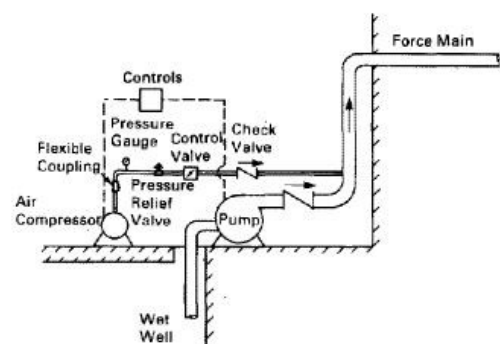 Force Main
Controls
Pressure
Gauge
Control
Valve
Check
Valve
Flexible
Coupling
Pressure
Relief
Valve
Air
Compressor
Pump
Wet
Well